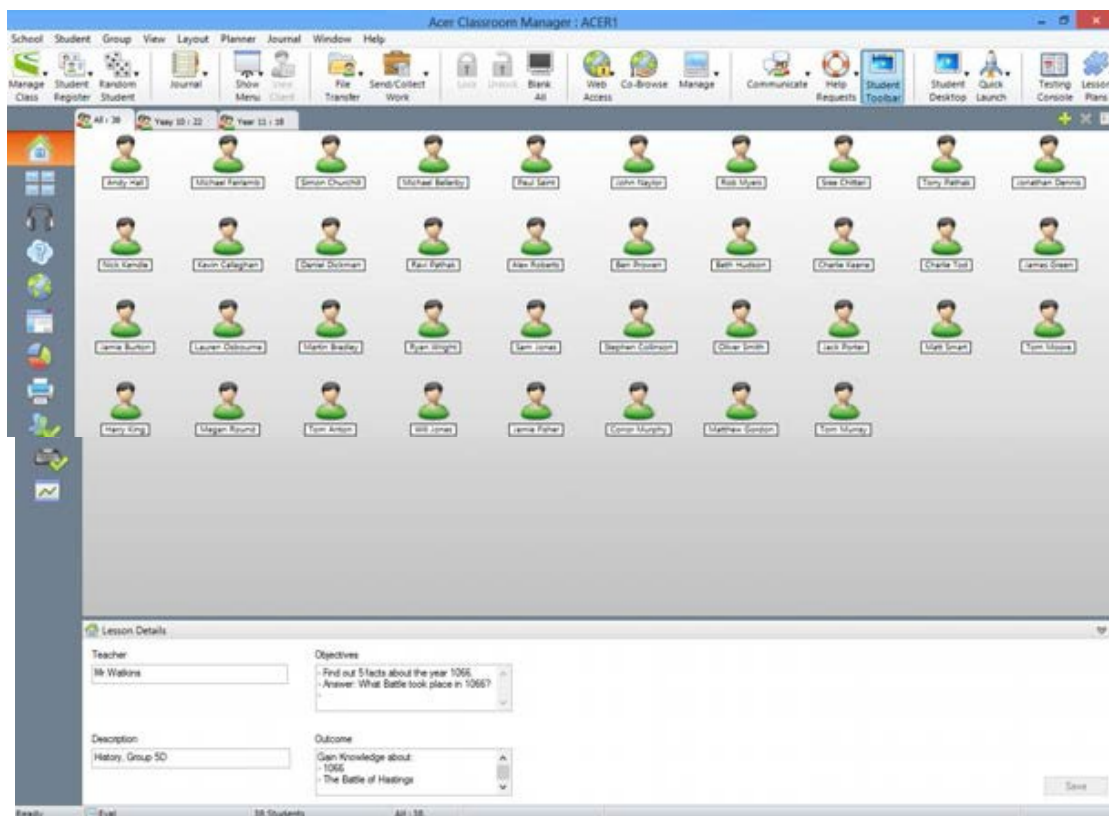 Acer Classroom Manager : ACER1
School Student Group View Layout Planner Journal Window Help
Manage Class Student Register Random Student Journal Show Menu View Client File Transfer Send/Collect Work Lock Unlock Blank All Web Access Co-Browse Manage Communicate Help Requests Student Toolbar Student Desktop Quick Launch Testing Console Lesson Plans
All : 38 Yeay 10 : 22 Year 11 : 18
Andy Hall Michael Farlamb Simon Churchill Michael Bellerby Paul Saint John Naylor Rob Myers Chittari Tony Pathak Jonathan Dennis
Nick Kendle Kevin Callaghan Daniel Dickman Ravi Pathak Alex Roberts Ben Prowen Beth Hudson Charlie Keane Charlie Tod James Green
Jamie Burton Lauren Osbourne Martin Bradley Ryan Wright Sam Jones Stephen Collinson Oliver Smith Jack Porter Matt Smart Tom Moore
Harry King Megan Round Tom Anton Will Jones Jamie Fisher Conor Murphy Matthew Gordon Tom Murray
Lesson Details
Teacher
Mr Watkins
Objectives
- Find out 5 facts about the year 1066.
- Answer: What Battle took place in 1066?
-
Description
History, Group 5D
Outcome
Gain Knowledge about:
- 1066
- The Battle of Hastings
Save
Ready Eval 38 Students All : 38